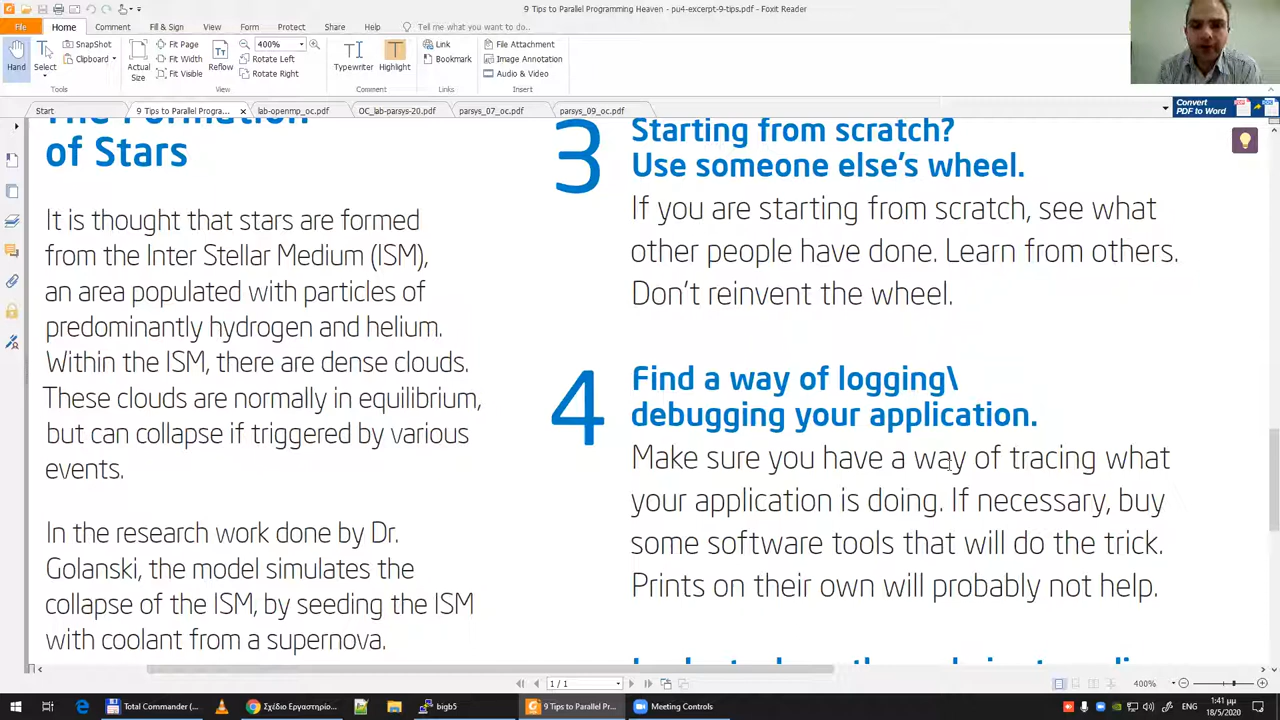 9 Tips to Parallel Programming Heaven - pu4-excerpt-9-tips.pdf - Foxit Reader
File
Home
Comment
View
Form
Protect
Share
Help
Tell me what you want to do...
Hand
Select
SnapShot
Clipboard
Tools
Actual Size
Fit Page
Fit Width
Fit Visible
Reflow
400%
Rotate Left
Rotate Right
View
Typewriter
Highlight
Comment
Link
Bookmark
Links
File Attachment
Image Annotation
Audio & Video
Insert
Start
9 Tips to Parallel Progra...
lab-openmp_oc.pdf
OC_lab-parsys-20.pdf
parsys_07_oc.pdf
parsys_09_oc.pdf
Convert
PDF to Word
The Formation
of Stars
It is thought that stars are formed
from the Inter Stellar Medium (ISM),
an area populated with particles of
predominantly hydrogen and helium.
Within the ISM, there are dense clouds.
These clouds are normally in equilibrium,
but can collapse if triggered by various
events.
In the research work done by Dr.
Golanski, the model simulates the
collapse of the ISM, by seeding the ISM
with coolant from a supernova.
3
Starting from scratch?
Use someone else's wheel.
If you are starting from scratch, see what
other people have done. Learn from others.
Don't reinvent the wheel.
4
Find a way of logging\
debugging your application.
Make sure you have a way of tracing what
your application is doing. If necessary, buy
some software tools that will do the trick.
Prints on their own will probably not help.
1 / 1
400%
Total Commander (...
Σχέδιο Εργαστηρίο...
bigb5
9 Tips to Parallel Pr...
Meeting Controls
ENG
1:41 μμ
18/5/2020